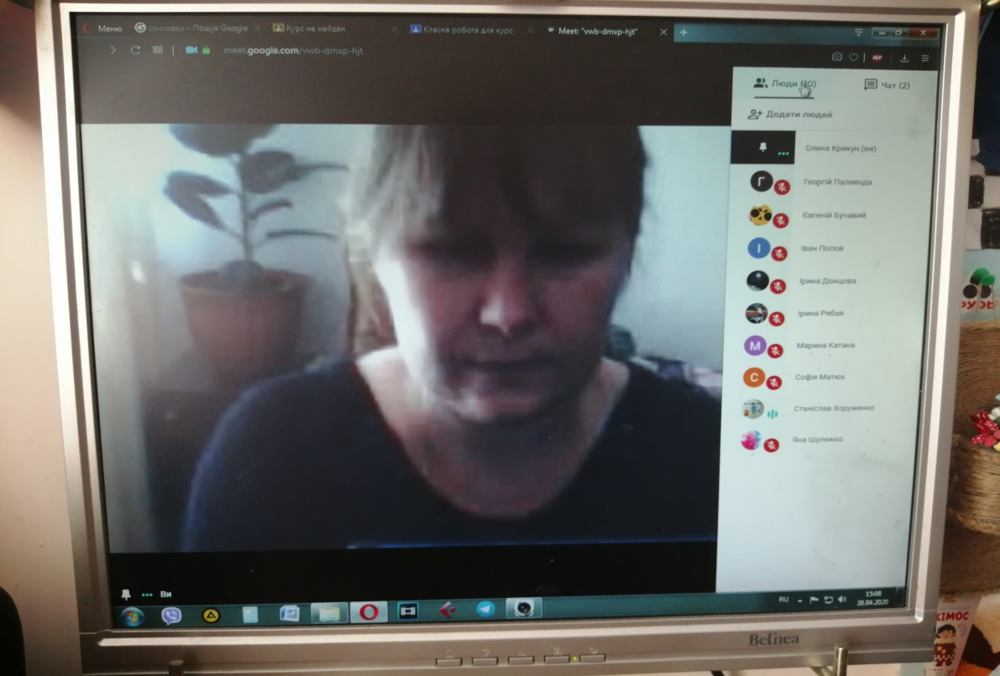 Меню
срисовки – Пошук Google
Курс не найден
Класна робота для курс
Meet: "vwb-dmxp-hjt"
meet.google.com/vwb-dmxp-hjt
ABP
Люди (10)
Чат (2)
Додати людей
Олена Крикун (ви)
Г
Георгій Паливода
Євгеній Бучавий
І
Іван Попов
Ірина Донцова
Ірина Рябая
М
Марина Катана
С
Софія Матюх
Станіслав Хоруженко
Яна Шулежко
Ви
RU
15:08
28.04.2020
Belinea
КІМОС